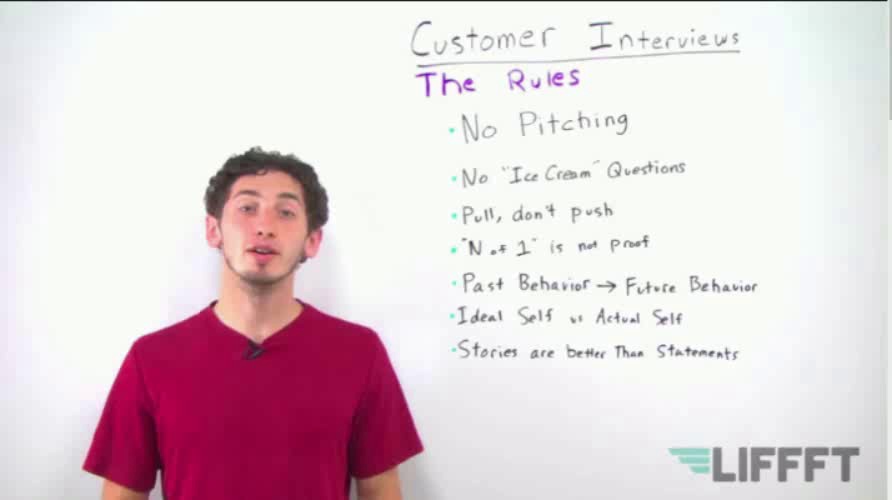 Customer Interviews
The Rules
• No Pitching
• No "Ice Cream" Questions
• Pull, don't push
• "N of 1" is not proof
• Past Behavior → Future Behavior
• Ideal Self vs Actual Self
• Stories are better Than Statements
LIFFFT